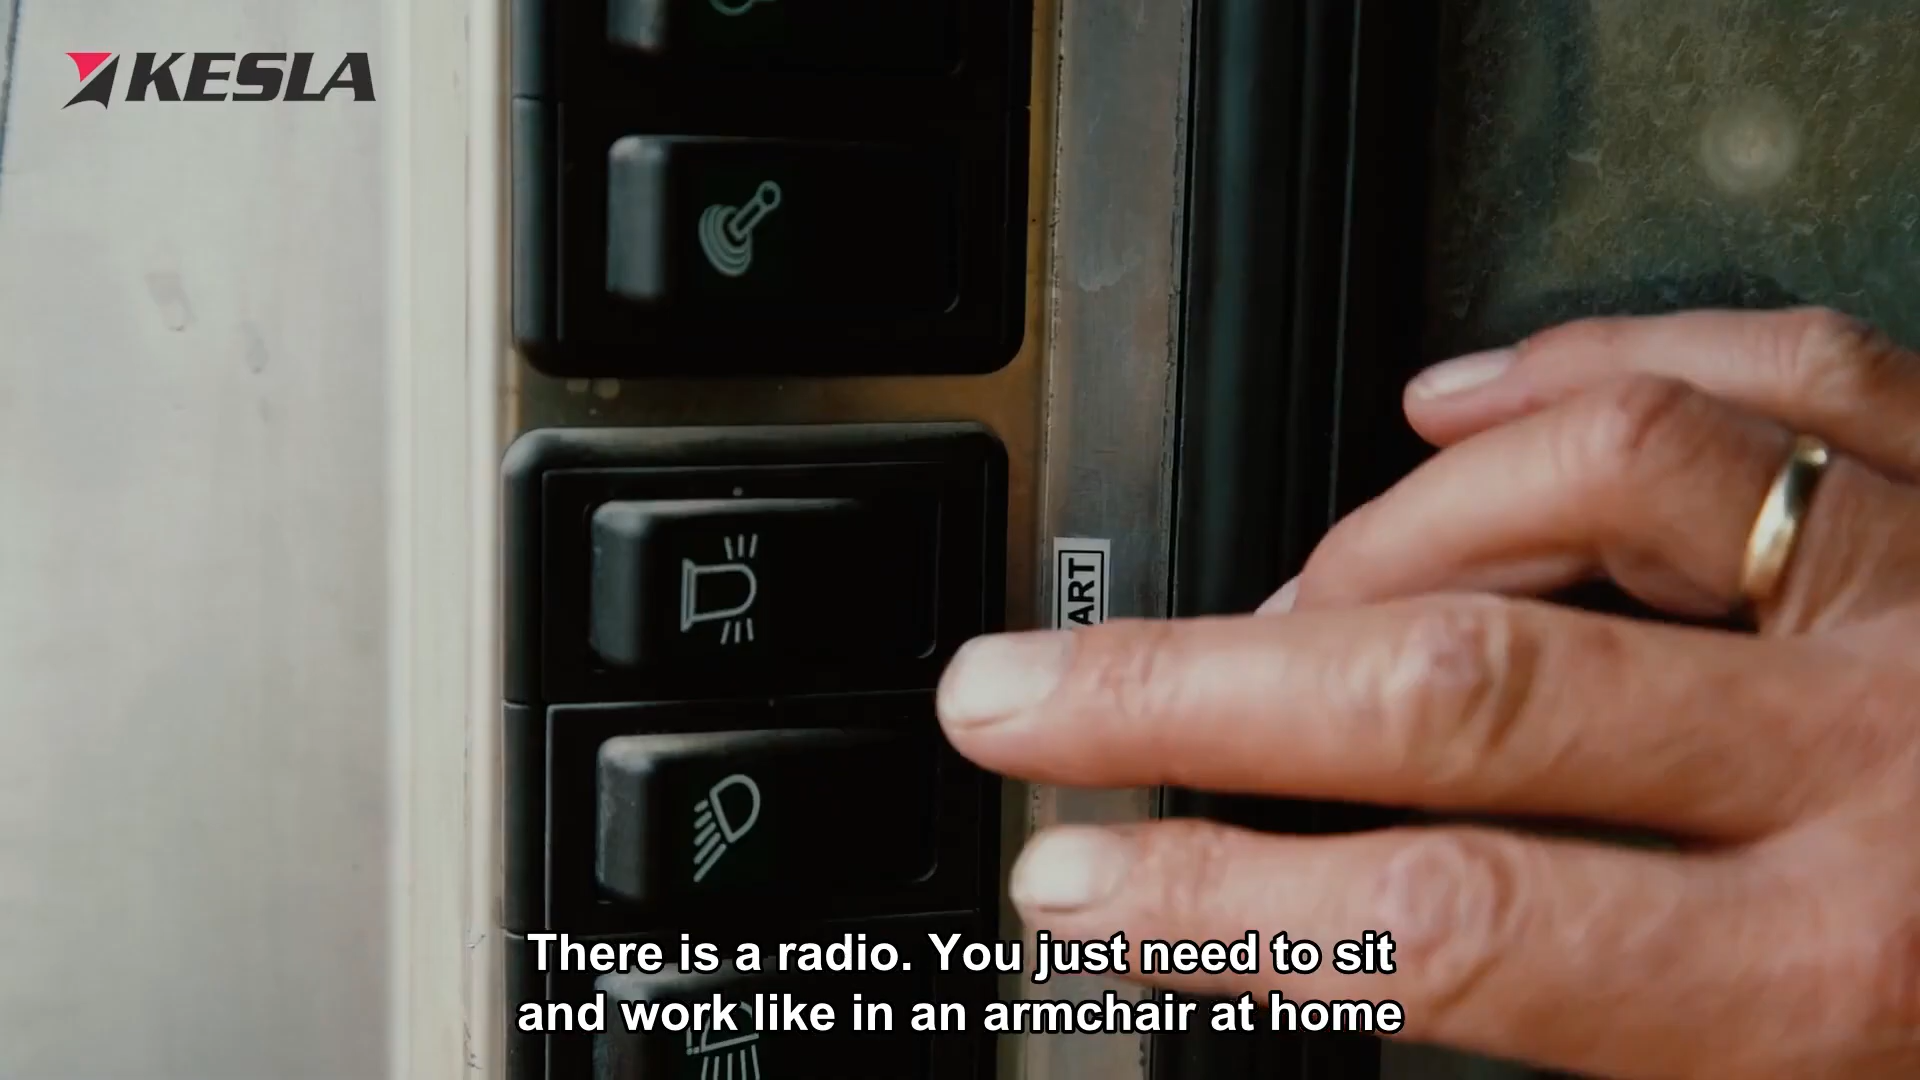 KESLA
ART
There is a radio. You just need to sit
and work like in an armchair at home